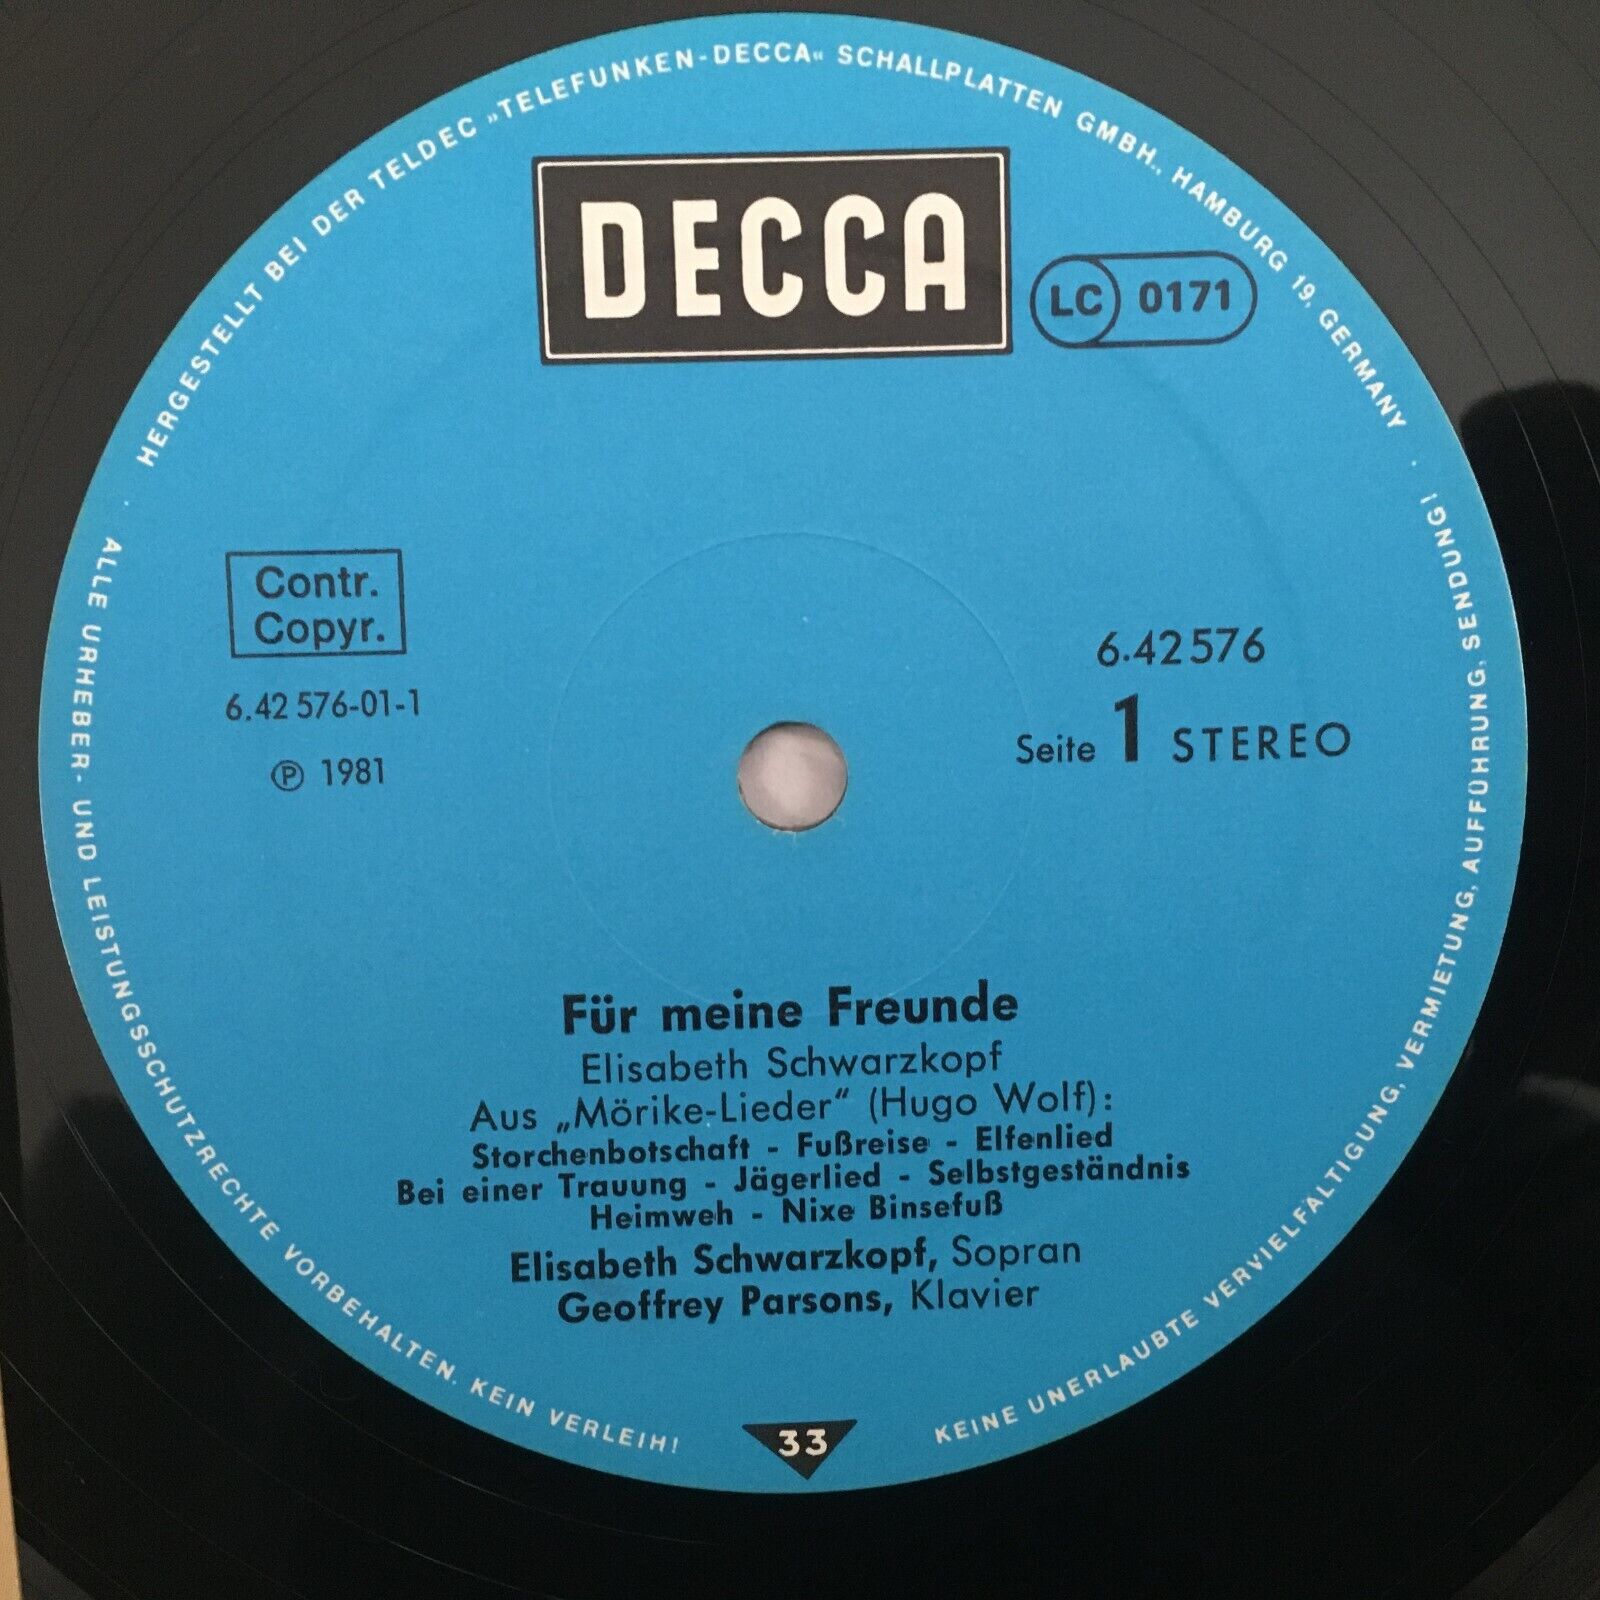 HERGESTELLT BEI DER TELDEC »TELEFUNKEN-DECCA« SCHALLPLATTEN GMBH., HAMBURG 19, GERMANY ·
DECCA
LC 0171
Contr.
Copyr.
6.42 576-01-1
Ⓟ 1981
6.42576
Seite 1 STEREO
Für meine Freunde
Elisabeth Schwarzkopf
Aus „Mörike-Lieder“ (Hugo Wolf):
Storchenbotschaft - Fußreise - Elfenlied
Bei einer Trauung - Jägerlied - Selbstgeständnis
Heimweh - Nixe Binsefuß
Elisabeth Schwarzkopf, Sopran
Geoffrey Parsons, Klavier
33
· ALLE URHEBER- UND LEISTUNGSSCHUTZRECHTE VORBEHALTEN. KEIN VERLEIH!
KEINE UNERLAUBTE VERVIELFÄLTIGUNG, VERMIETUNG, AUFFÜHRUNG, SENDUNG!